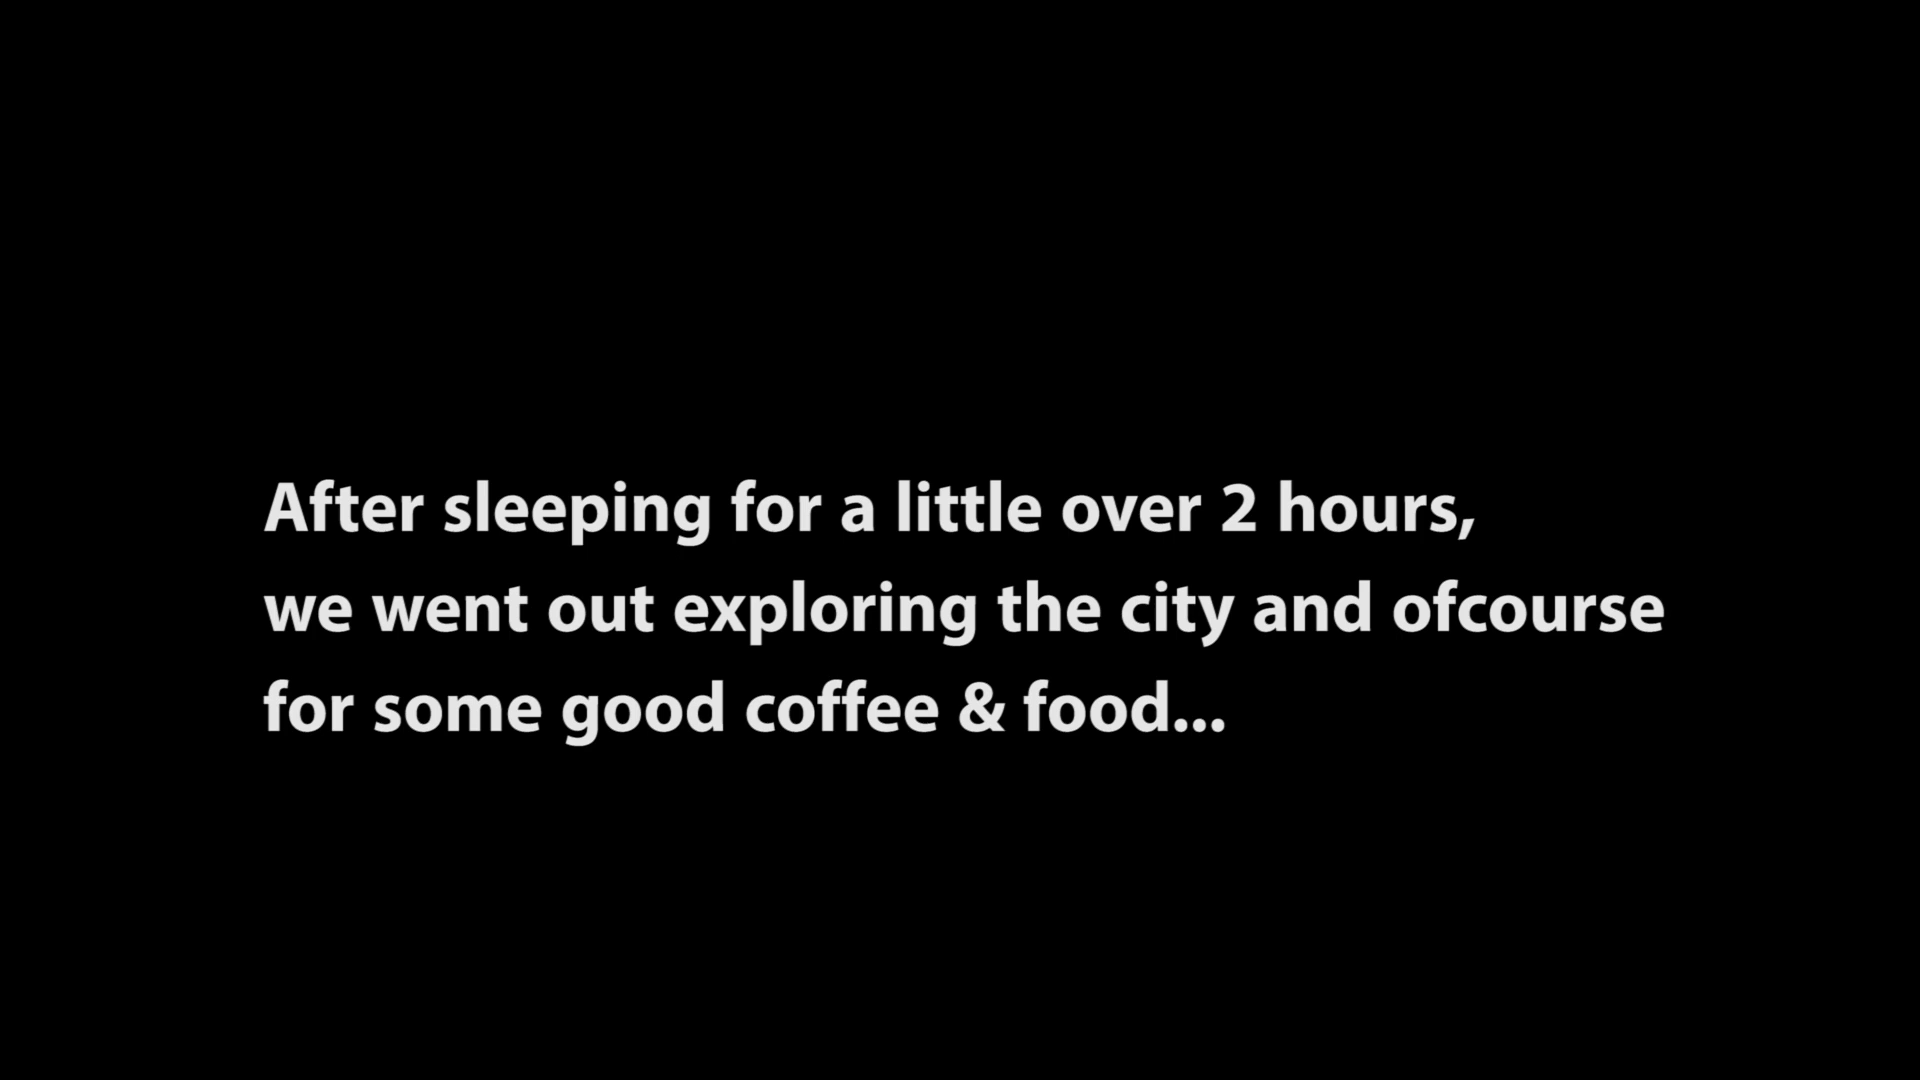 After sleeping for a little over 2 hours,
we went out exploring the city and ofcourse
for some good coffee & food...